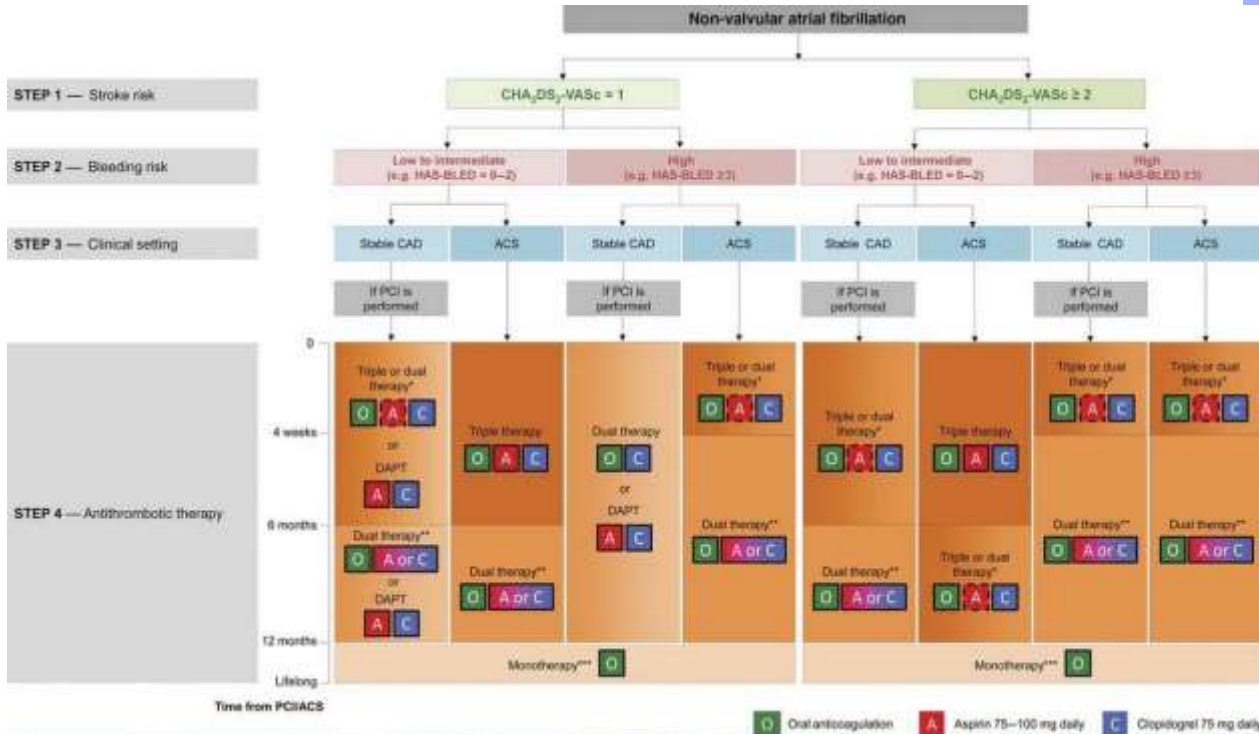 Non-valvular atrial fibrillation
STEP 1 — Stroke risk
CHA₂DS₂-VASc = 1
CHA₂DS₂-VASc ≥ 2
STEP 2 — Bleeding risk
Low to intermediate
(e.g. HAS-BLED = 0–2)
High
(e.g. HAS-BLED ≥3)
Low to intermediate
(e.g. HAS-BLED = 0–2)
High
(e.g. HAS-BLED ≥3)
STEP 3 — Clinical setting
Stable CAD
ACS
Stable CAD
ACS
Stable CAD
ACS
Stable CAD
ACS
If PCI is
performed
If PCI is
performed
If PCI is
performed
If PCI is
performed
STEP 4 — Antithrombotic therapy
0
4 weeks
6 months
12 months
Lifelong
Time from PCI/ACS
Triple or dual
therapy*
O A C
or
DAPT
A C
Dual therapy**
O A or C
or
DAPT
A C
Triple therapy
O A C
Dual therapy**
O A or C
Dual therapy
O C
or
DAPT
A C
Triple or dual
therapy*
O A C
Dual therapy**
O A or C
Monotherapy*** O
Triple or dual
therapy*
O A C
Dual therapy**
O A or C
Triple therapy
O A C
Triple or dual
therapy*
O A C
Triple or dual
therapy*
O A C
Dual therapy**
O A or C
Triple or dual
therapy*
O A C
Dual therapy**
O A or C
Monotherapy*** O
O Oral anticoagulation
A Aspirin 75–100 mg daily
C Clopidogrel 75 mg daily